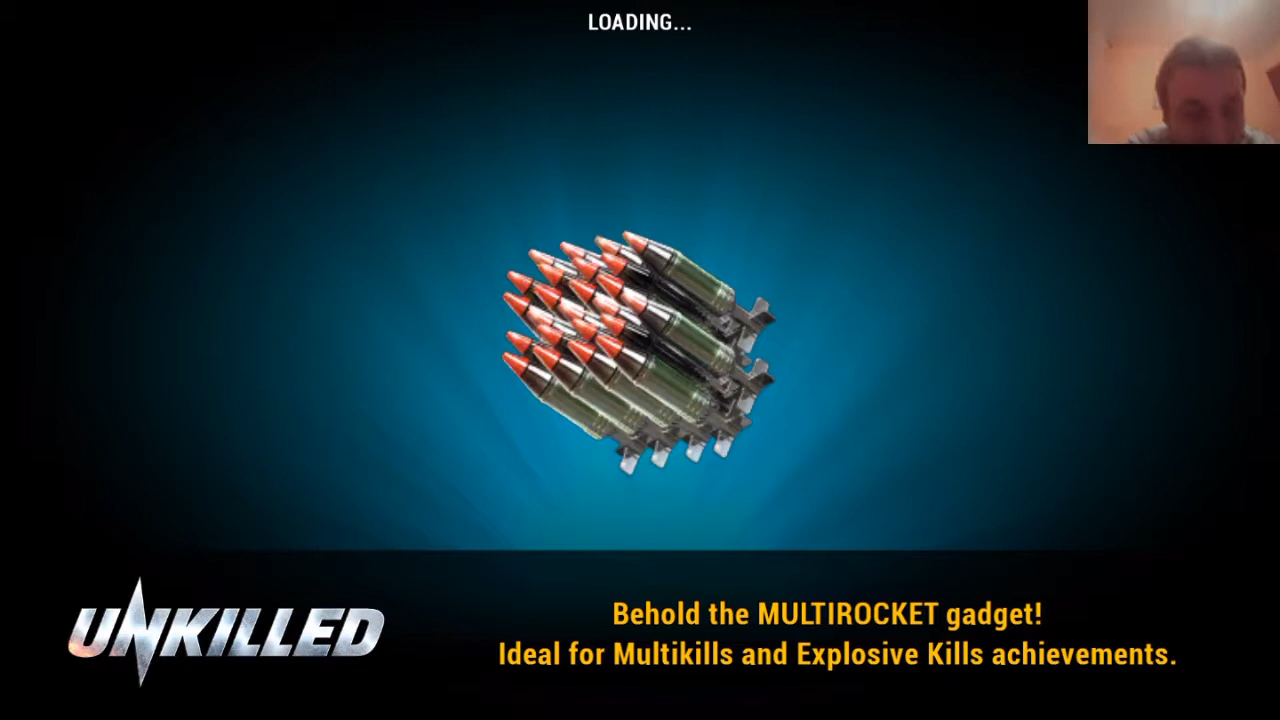 LOADING...
UNKILLED
Behold the MULTIROCKET gadget!
Ideal for Multikills and Explosive Kills achievements.